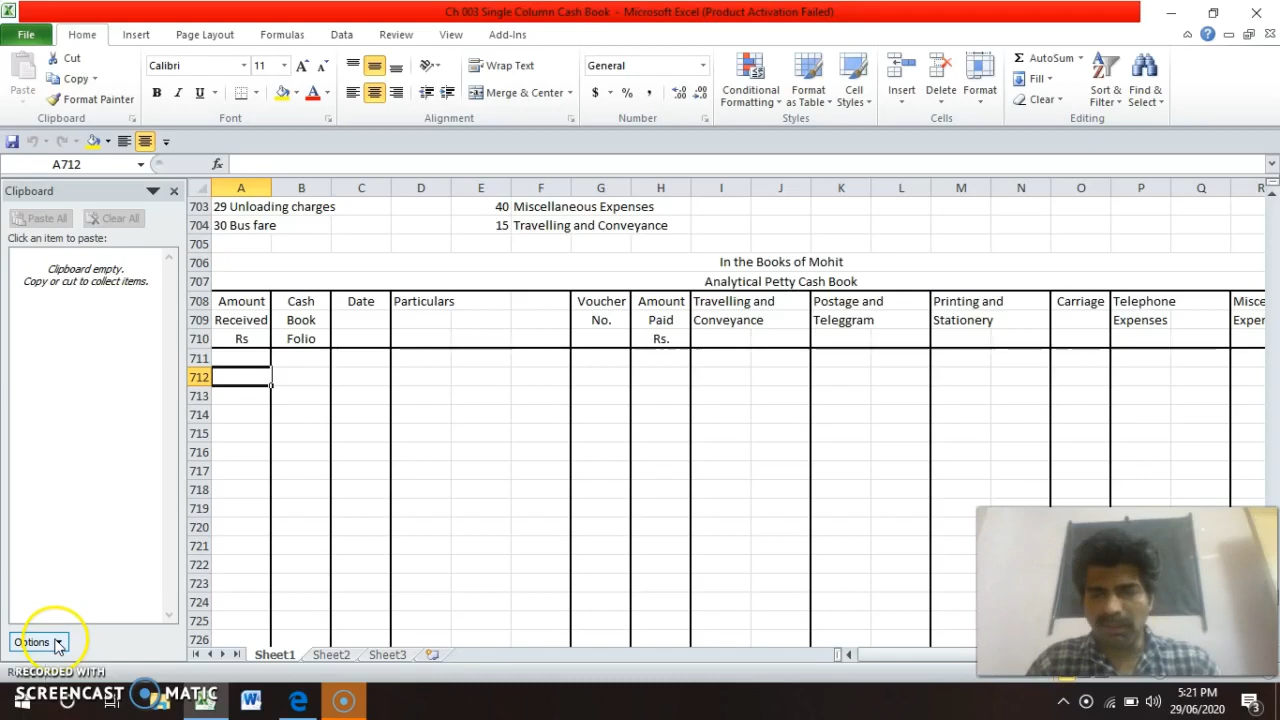 Ch 003 Single Column Cash Book - Microsoft Excel (Product Activation Failed)
File Home Insert Page Layout Formulas Data Review View Add-Ins
Cut
Copy
Format Painter
Paste
Clipboard
Calibri 11
B I U
Font
Wrap Text
Merge & Center
Alignment
General
$ % ,
Number
Conditional Formatting
Format as Table
Cell Styles
Styles
Insert Delete Format
Cells
AutoSum
Fill
Clear
Sort & Filter
Find & Select
Editing
A712 fx
Clipboard
Paste All Clear All
Click an item to paste:
Clipboard empty.
Copy or cut to collect items.
Options
A B C D E F G H I J K L M N O P Q R
703 29 Unloading charges 40 Miscellaneous Expenses
704 30 Bus fare 15 Travelling and Conveyance
705
706 In the Books of Mohit
707 Analytical Petty Cash Book
708 Amount Cash Date Particulars Voucher Amount Travelling and Postage and Printing and Carriage Telephone Misce
709 Received Book No. Paid Conveyance Teleggram Stationery Expenses Exper
710 Rs Folio Rs.
711
712
713
714
715
716
717
718
719
720
721
722
723
724
725
726
Sheet1 Sheet2 Sheet3
RECORDED WITH
SCREENCAST MATIC
5:21 PM
29/06/2020
3